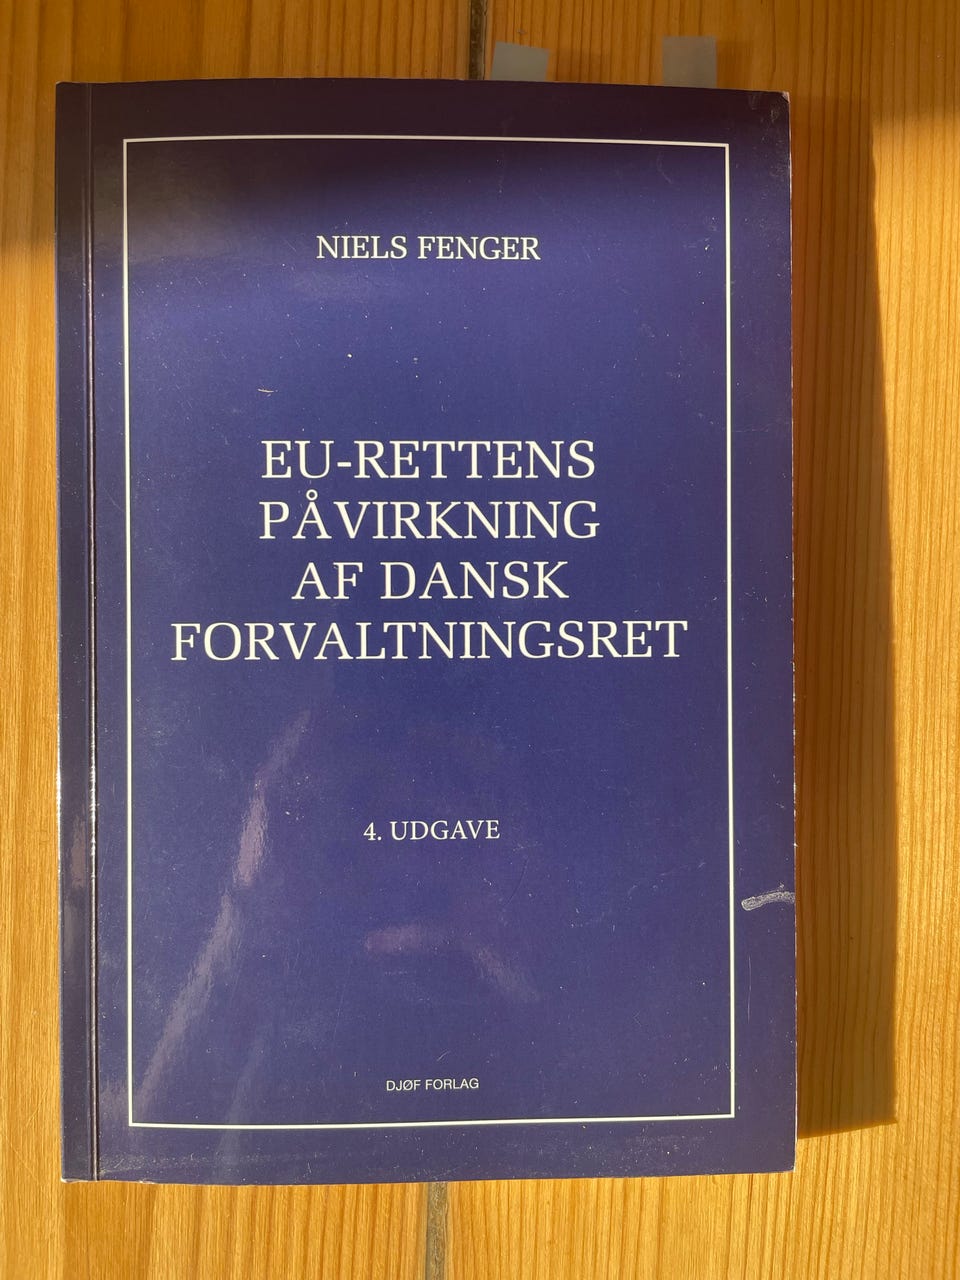 NIELS FENGER
EU-RETTENS
PÅVIRKNING
AF DANSK
FORVALTNINGSRET
4. UDGAVE
DJØF FORLAG